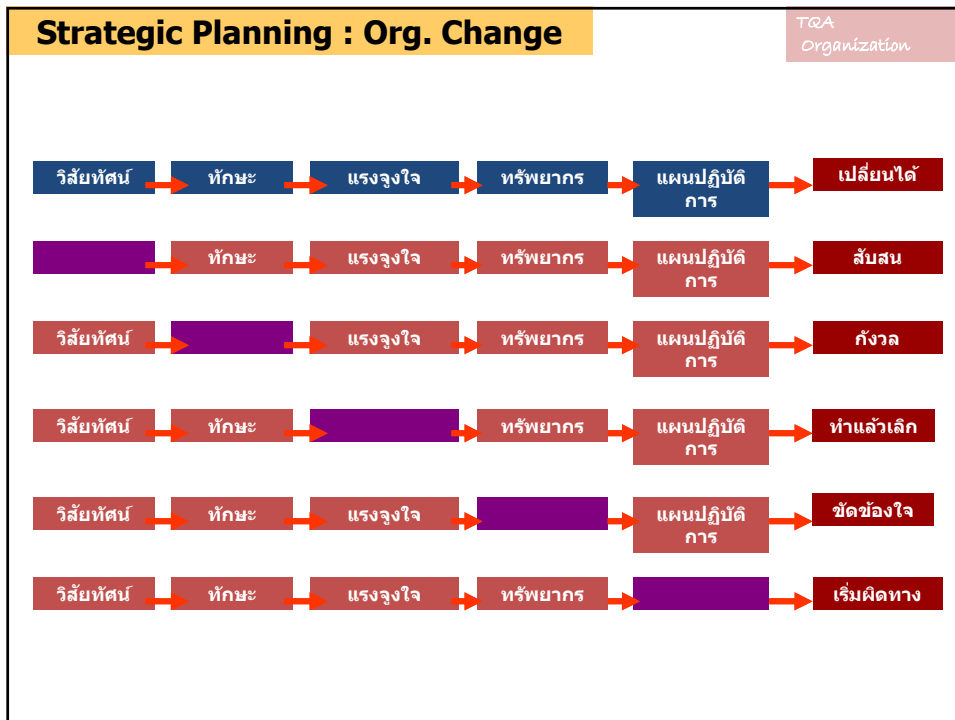 Strategic Planning : Org. Change
TQA
Organization
วิสัยทัศน์ ทักษะ แรงจูงใจ ทรัพยากร แผนปฏิบัติ เปลี่ยนได้
การ
ทักษะ แรงจูงใจ ทรัพยากร แผนปฏิบัติ สับสน
การ
วิสัยทัศน์ แรงจูงใจ ทรัพยากร แผนปฏิบัติ กังวล
การ
วิสัยทัศน์ ทักษะ ทรัพยากร แผนปฏิบัติ ทำแล้วเลิก
การ
วิสัยทัศน์ ทักษะ แรงจูงใจ แผนปฏิบัติ ขัดข้องใจ
การ
วิสัยทัศน์ ทักษะ แรงจูงใจ ทรัพยากร เริ่มผิดทาง